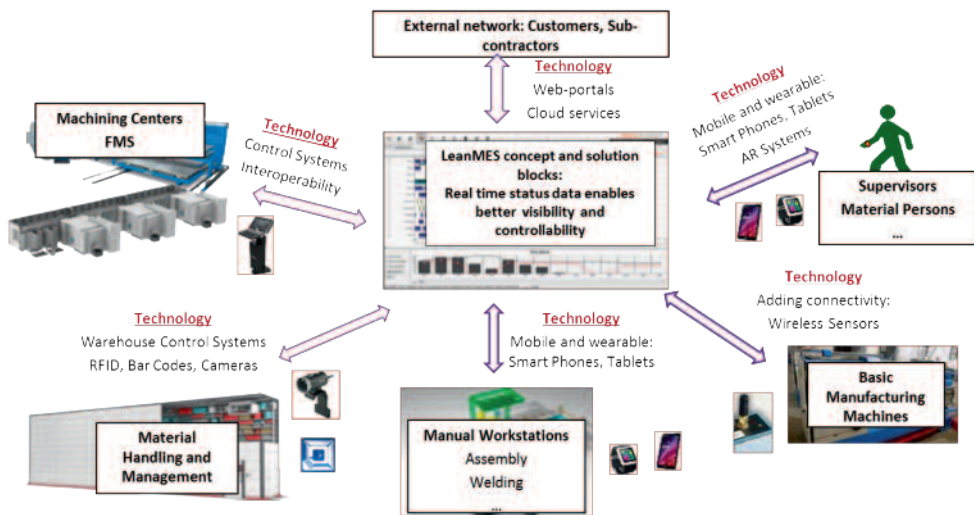 External network: Customers, Sub-
contractors
Technology
Web-portals
Cloud services
Machining Centers
FMS
Technology
Control Systems
Interoperability
LeanMES concept and solution
blocks:
Real time status data enables
better visibility and
controllability
Technology
Mobile and wearable:
Smart Phones, Tablets
AR Systems
Supervisors
Material Persons
...
Technology
Warehouse Control Systems
RFID, Bar Codes, Cameras
Material
Handling and
Management
Technology
Mobile and wearable:
Smart Phones, Tablets
Manual Workstations
Assembly
Welding
...
Technology
Adding connectivity:
Wireless Sensors
Basic
Manufacturing
Machines